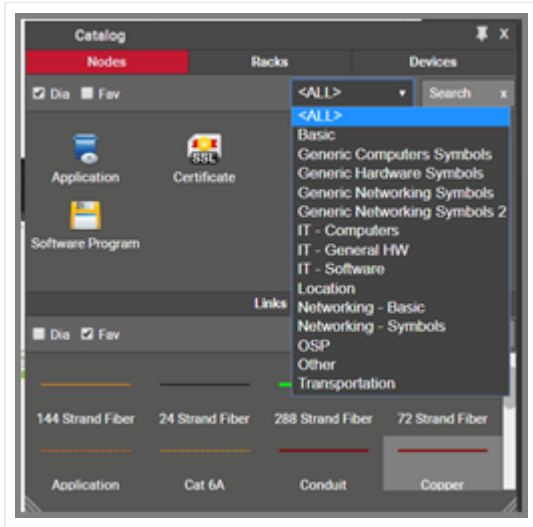 Catalog x
Nodes Racks Devices
Dia Fav <ALL> Search x
<ALL>
Basic
Generic Computers Symbols
Generic Hardware Symbols
Generic Networking Symbols
Generic Networking Symbols 2
IT - Computers
IT - General HW
IT - Software
Location
Networking - Basic
Networking - Symbols
OSP
Other
Transportation
SSL
Application Certificate
Software Program
Links
Dia Fav
144 Strand Fiber 24 Strand Fiber 288 Strand Fiber 72 Strand Fiber
Application Cat 6A Conduit Copper